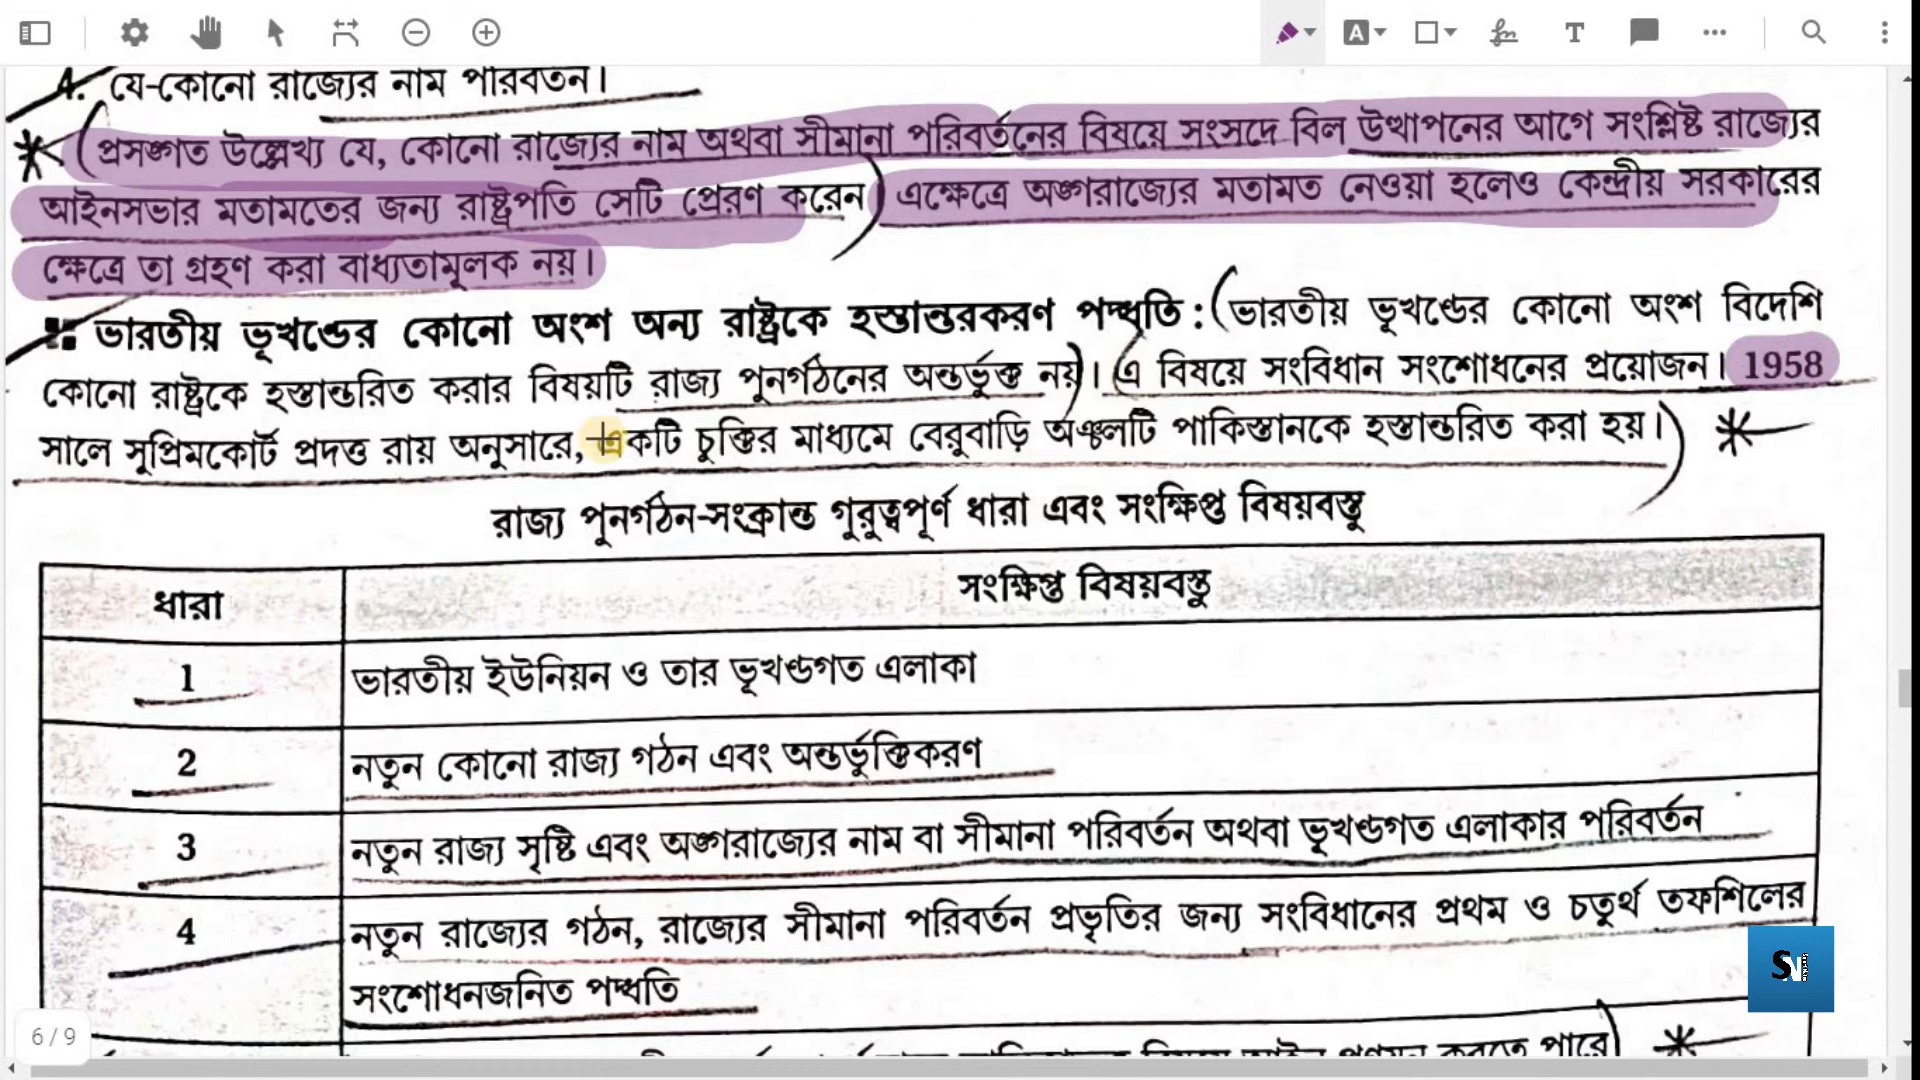 4. যে-কোনো রাজ্যের নাম পরিবর্তন।
(প্রসঙ্গত উল্লেখ্য যে, কোনো রাজ্যের নাম অথবা সীমানা পরিবর্তনের বিষয়ে সংসদে বিল উত্থাপনের আগে সংশ্লিষ্ট রাজ্যের
আইনসভার মতামতের জন্য রাষ্ট্রপতি সেটি প্রেরণ করেন) এক্ষেত্রে অঙ্গরাজ্যের মতামত নেওয়া হলেও কেন্দ্রীয় সরকারের
ক্ষেত্রে তা গ্রহণ করা বাধ্যতামূলক নয়।
ভারতীয় ভূখণ্ডের কোনো অংশ অন্য রাষ্ট্রকে হস্তান্তরকরণ পদ্ধতি : (ভারতীয় ভূখণ্ডের কোনো অংশ বিদেশি
কোনো রাষ্ট্রকে হস্তান্তরিত করার বিষয়টি রাজ্য পুনর্গঠনের অন্তর্ভুক্ত নয়)। (এ বিষয়ে সংবিধান সংশোধনের প্রয়োজন। 1958
সালে সুপ্রিমকোর্ট প্রদত্ত রায় অনুসারে, একটি চুক্তির মাধ্যমে বেরুবাড়ি অঞ্চলটি পাকিস্তানকে হস্তান্তরিত করা হয়।)
রাজ্য পুনর্গঠন-সংক্রান্ত গুরুত্বপূর্ণ ধারা এবং সংক্ষিপ্ত বিষয়বস্তু
ধারা সংক্ষিপ্ত বিষয়বস্তু
1 ভারতীয় ইউনিয়ন ও তার ভূখণ্ডগত এলাকা
2 নতুন কোনো রাজ্য গঠন এবং অন্তর্ভুক্তিকরণ
3 নতুন রাজ্য সৃষ্টি এবং অঙ্গরাজ্যের নাম বা সীমানা পরিবর্তন অথবা ভূখণ্ডগত এলাকার পরিবর্তন
4 নতুন রাজ্যের গঠন, রাজ্যের সীমানা পরিবর্তন প্রভৃতির জন্য সংবিধানের প্রথম ও চতুর্থ তফশিলের
সংশোধনজনিত পদ্ধতি
6 / 9